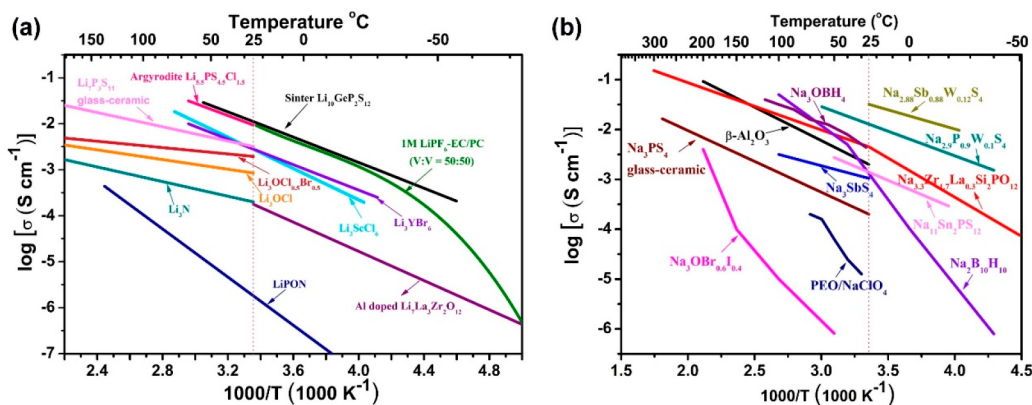 (a)
Temperature °C
150 100 50 25 0 -50
log [σ (S cm⁻¹)]
-1
-2
-3
-4
-5
-6
-7
Argyrodite Li₅.₅PS₄.₅Cl₁.₅
Li₇P₃S₁₁
glass-ceramic
Sinter Li₁₀GeP₂S₁₂
1M LiPF₆-EC/PC
(V:V = 50:50)
Li₃OCl₀.₅Br₀.₅
Li₃OCl
Li₃N
Li₃YBr₆
Li₃ScCl₆
LiPON
Al doped Li₇La₃Zr₂O₁₂
2.4 2.8 3.2 3.6 4.0 4.4 4.8
1000/T (1000 K⁻¹)
(b)
Temperature (°C)
300 200 150 100 50 25 0 -50
log [σ (S cm⁻¹)]
-1
-2
-3
-4
-5
-6
Na₂.₈₈Sb₀.₈₈W₀.₁₂S₄
Na₃OBH₄
β-Al₂O₃
Na₂.₉P₀.₉W₀.₁S₄
Na₃PS₄
glass-ceramic
Na₃SbS₄
Na₃.₃Zr₁.₇La₀.₃Si₂PO₁₂
Na₁₁Sn₂PS₁₂
Na₃OBr₀.₆I₀.₄
PEO/NaClO₄
Na₂B₁₀H₁₀
1.5 2.0 2.5 3.0 3.5 4.0 4.5
1000/T (1000 K⁻¹)